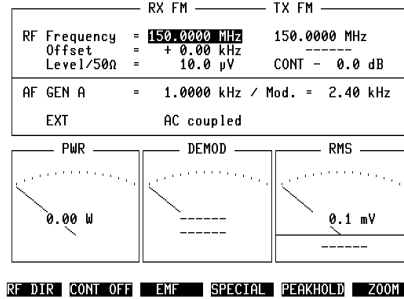 RX FM TX FM
RF Frequency = 150.0000 MHz 150.0000 MHz
Offset = + 0.00 kHz ------
Level/50Ω = 10.0 µV CONT - 0.0 dB
AF GEN A = 1.0000 kHz / Mod. = 2.40 kHz
EXT AC coupled
PWR DEMOD RMS
0.00 W ------ 0.1 mV
------ ------
RF DIR CONT OFF EMF SPECIAL PEAKHOLD ZOOM